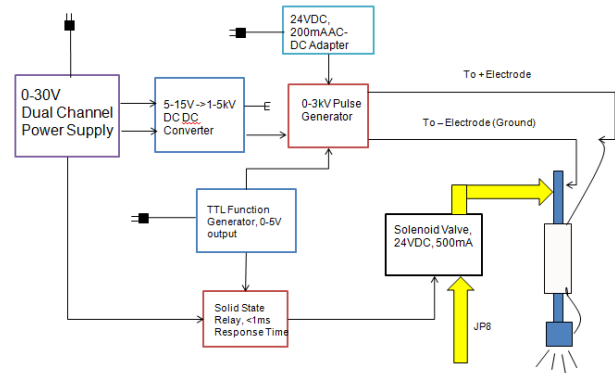 24VDC,
200mAAC-
DC Adapter
To + Electrode
0-30V
Dual Channel
Power Supply
5-15V ->1-5kV
DC DC
Converter
0-3kV Pulse
Generator
To – Electrode (Ground)
TTL Function
Generator, 0-5V
output
Solenoid Valve,
24VDC, 500mA
Solid State
Relay, <1ms
Response Time
JP8